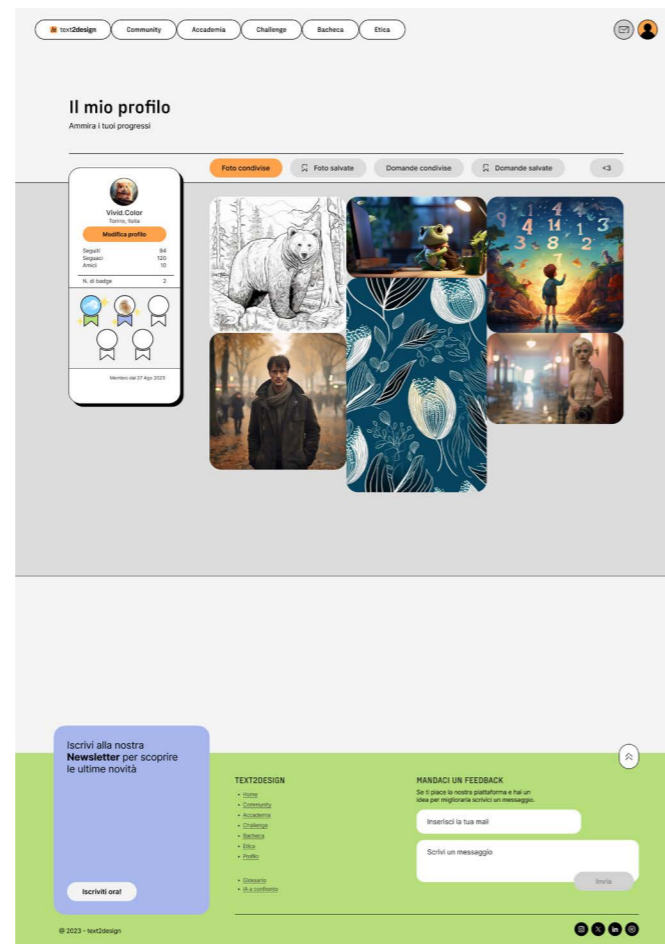 text2design
Community
Accademia
Challenge
Bacheca
Etica
Il mio profilo
Ammira i tuoi progressi
Foto condivise
Foto salvate
Domande condivise
Domande salvate
<3
Vivid.Color
Torino, Italia
Modifica profilo
Seguiti 94
Seguaci 120
Amici 10
N. di badge 2
Membro dal 27 Ago 2023
Iscrivi alla nostra
Newsletter per scoprire
le ultime novità
Iscriviti ora!
TEXT2DESIGN
Home
Community
Accademia
Challenge
Bacheca
Etica
Profilo
Glossario
IA a confronto
MANDACI UN FEEDBACK
Se ti piace la nostra piattaforma e hai un
idea per migliorarla scrivici un messaggio.
Inserisci la tua mail
Scrivi un messaggio
Invia
@ 2023 - text2design